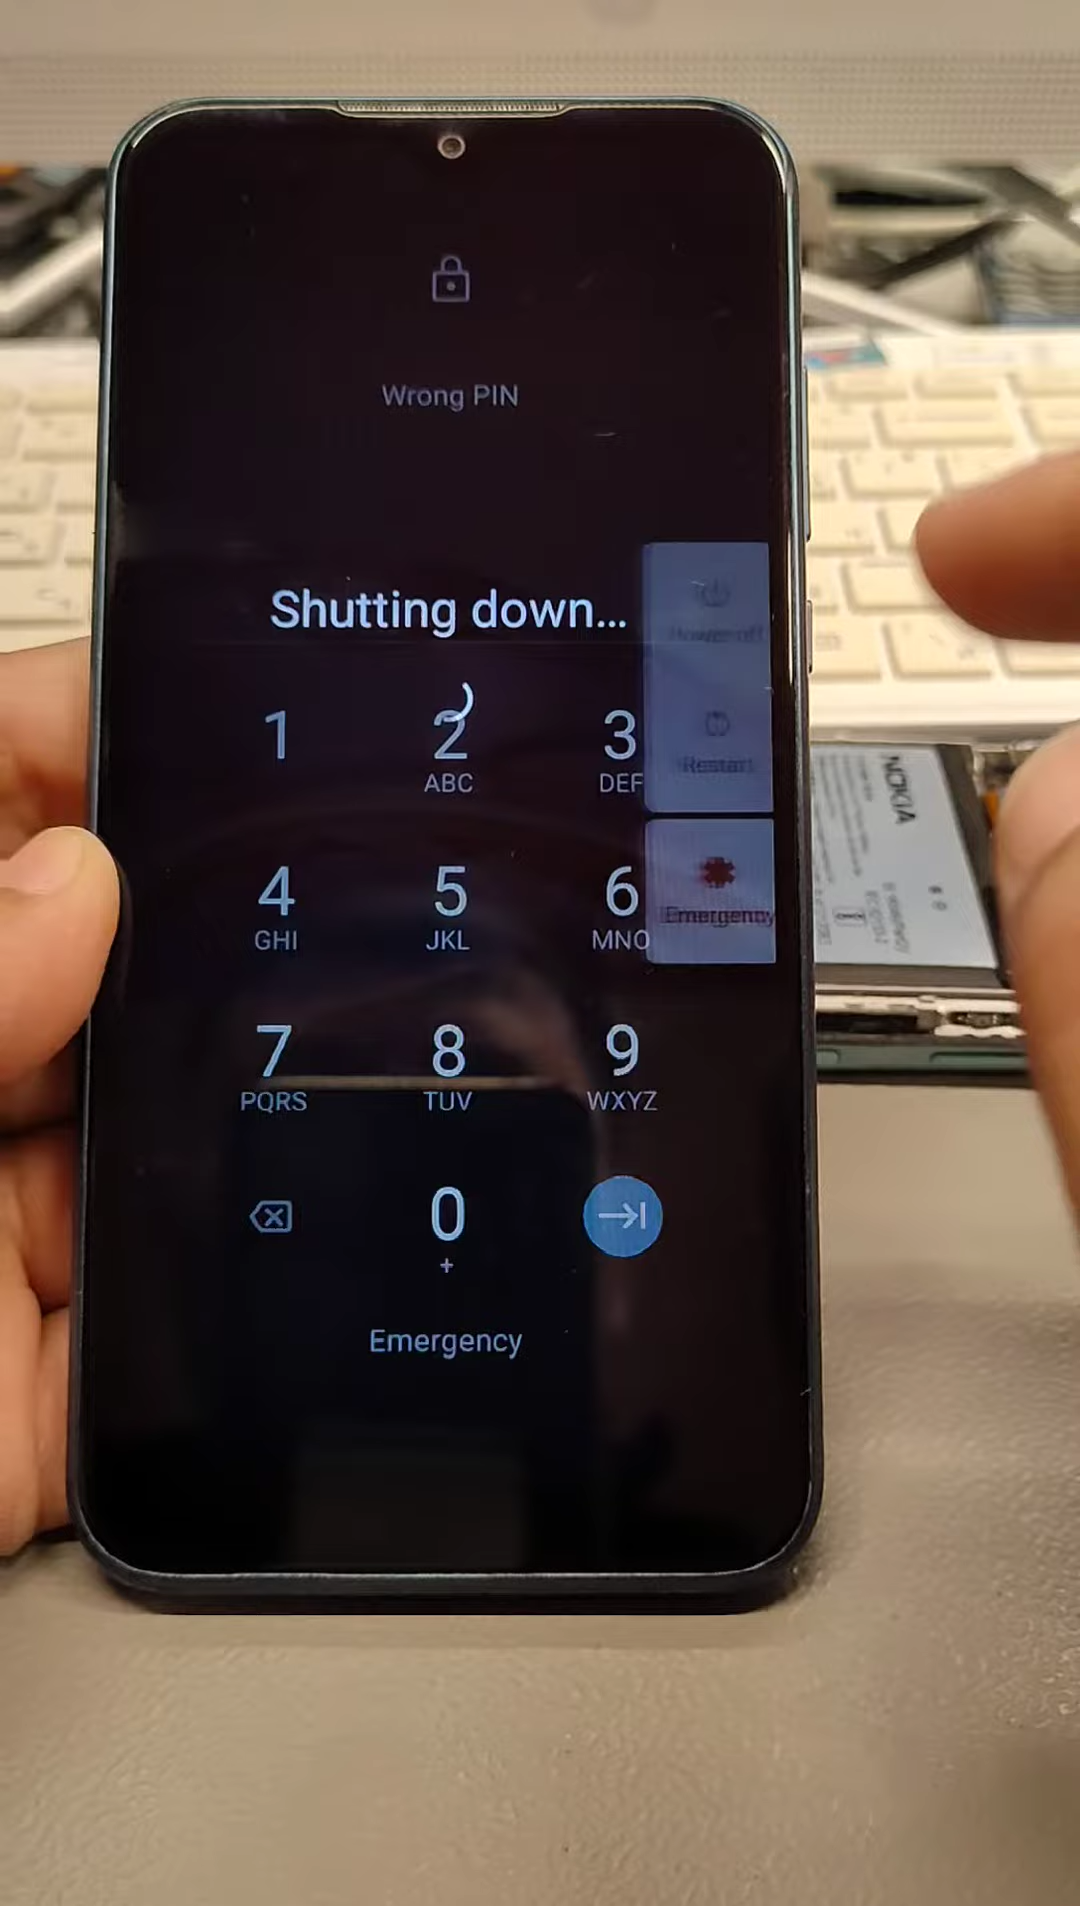 Wrong PIN
Shutting down...
Restart
Emergency
1
2
ABC
3
DEF
4
GHI
5
JKL
6
MNO
7
PQRS
8
TUV
9
WXYZ
0
+
Emergency
NOKIA